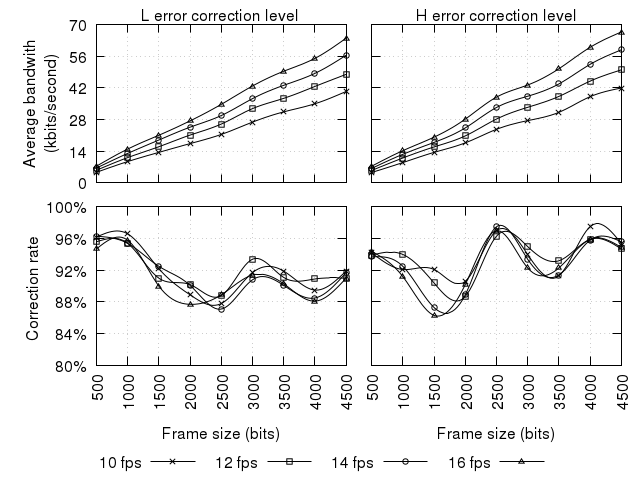 L error correction level H error correction level
Average bandwith
(kbits/second)
70
56
42
28
14
0
Correction rate
100%
96%
92%
88%
84%
80%
500 1000 1500 2000 2500 3000 3500 4000 4500 500 1000 1500 2000 2500 3000 3500 4000 4500
Frame size (bits) Frame size (bits)
10 fps 12 fps 14 fps 16 fps